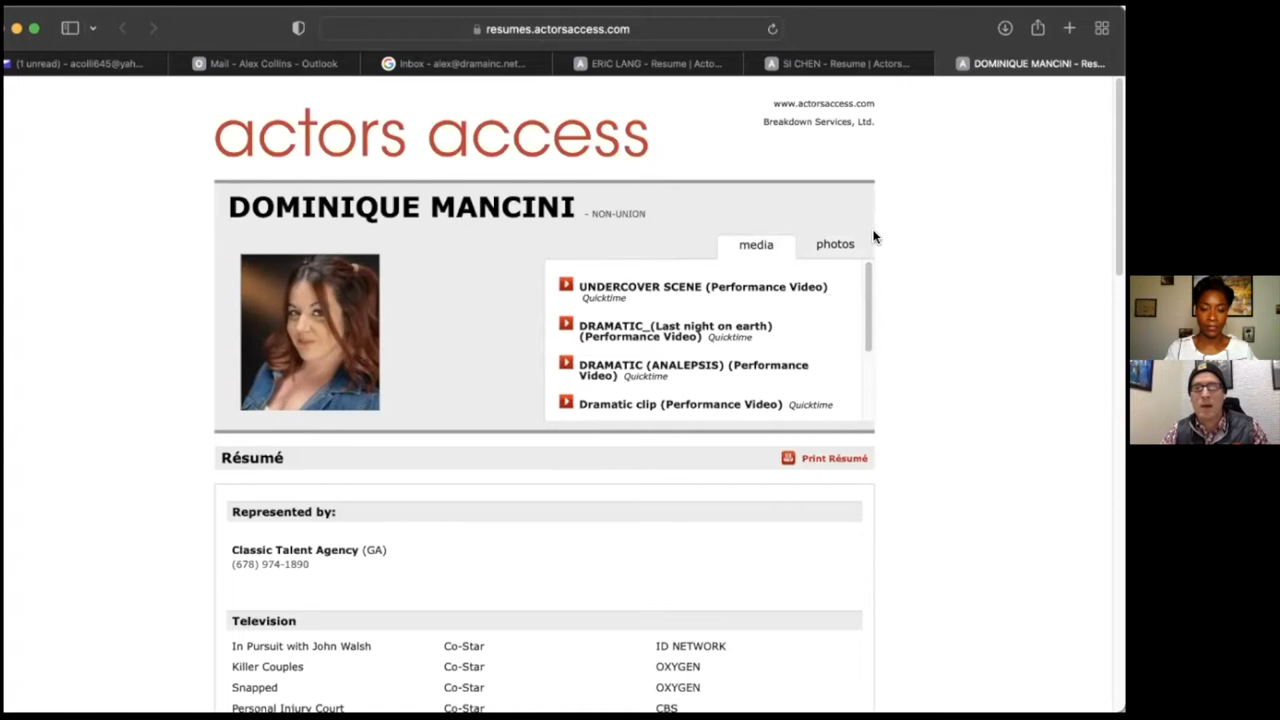 resumes.actorsaccess.com
(1 unread) - acolli645@yah...
Mail - Alex Collins - Outlook
Inbox - alex@dramainc.net...
ERIC LANG - Resume | Acto...
SI CHEN - Resume | Actors...
DOMINIQUE MANCINI - Res...
www.actorsaccess.com
actors access
Breakdown Services, Ltd.
DOMINIQUE MANCINI - NON-UNION
media photos
UNDERCOVER SCENE (Performance Video)
Quicktime
DRAMATIC_(Last night on earth)
(Performance Video) Quicktime
DRAMATIC (ANALEPSIS) (Performance
Video) Quicktime
Dramatic clip (Performance Video) Quicktime
Résumé Print Résumé
Represented by:
Classic Talent Agency (GA)
(678) 974-1890
Television
In Pursuit with John Walsh Co-Star ID NETWORK
Killer Couples Co-Star OXYGEN
Snapped Co-Star OXYGEN
Personal Injury Court Co-Star CBS